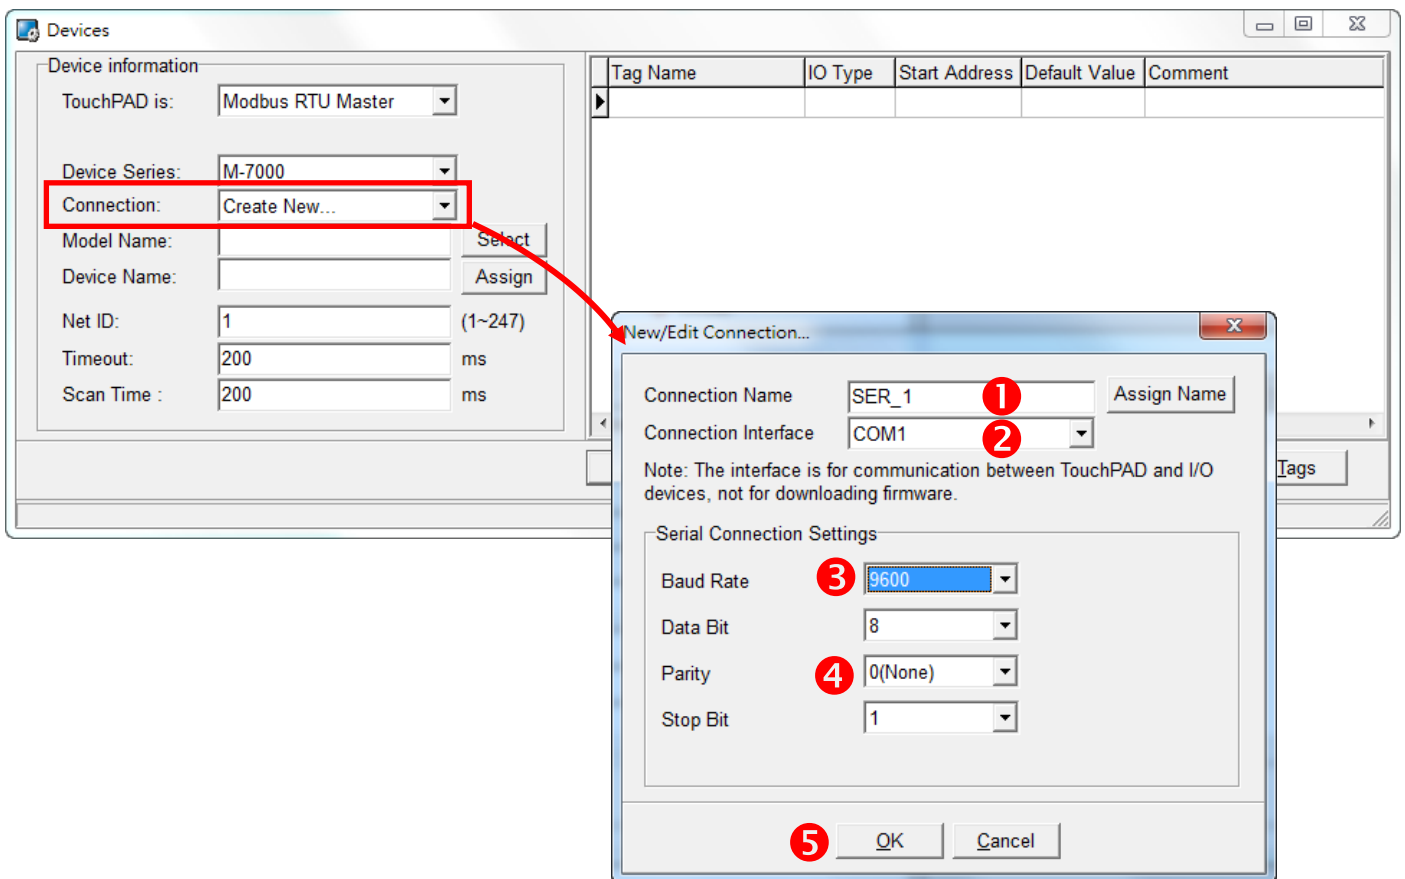 Devices
Device information
TouchPAD is: Modbus RTU Master
Device Series: M-7000
Connection: Create New...
Model Name: Select
Device Name: Assign
Net ID: 1 (1~247)
Timeout: 200 ms
Scan Time : 200 ms
Tag Name IO Type Start Address Default Value Comment
Tags
New/Edit Connection...
Connection Name SER_1 1 Assign Name
Connection Interface COM1 2
Note: The interface is for communication between TouchPAD and I/O
devices, not for downloading firmware.
Serial Connection Settings
Baud Rate 3 9600
Data Bit 8
Parity 4 0(None)
Stop Bit 1
5 OK Cancel